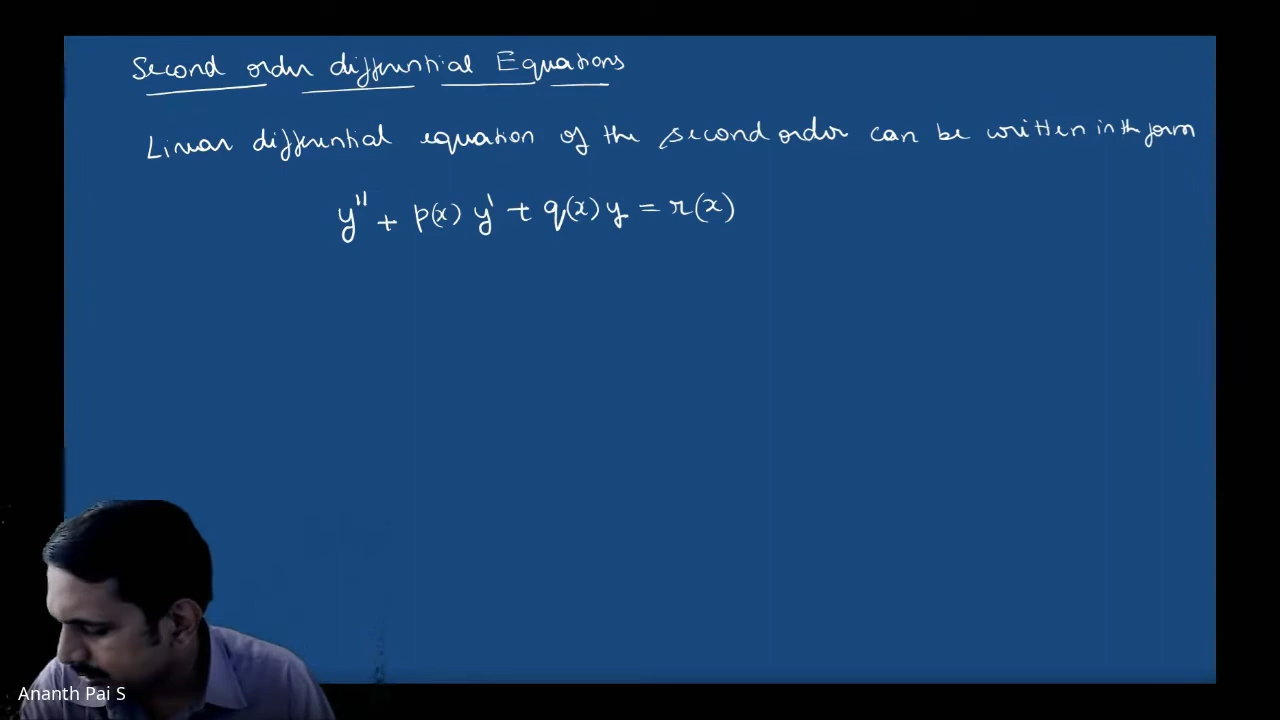 Second order differential Equations
Linear differential equation of the second order can be written in the form
y'' + p(x) y' + q(x) y = r(x)
Ananth Pai S